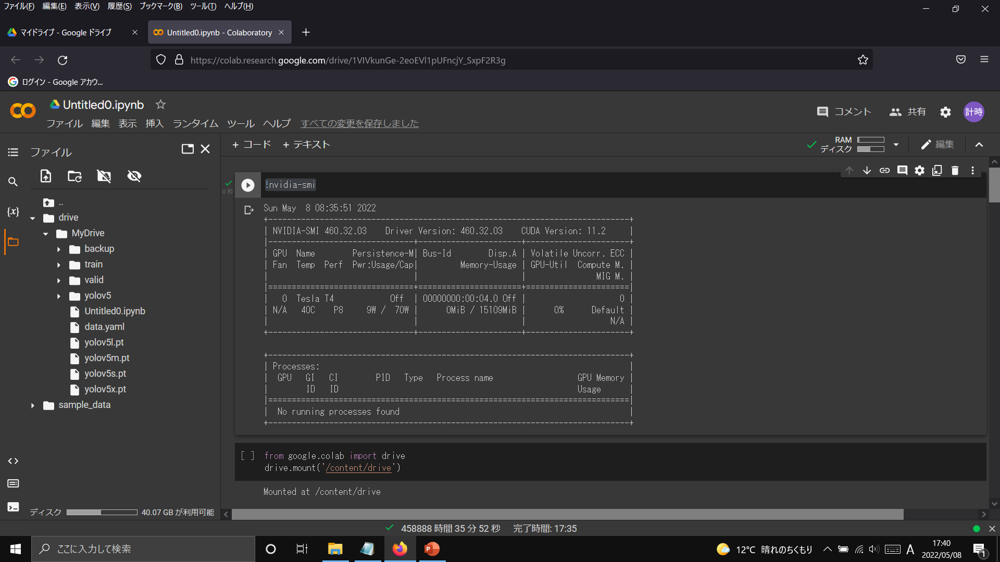 ファイル(F) 編集(E) 表示(V) 履歴(S) ブックマーク(B) ツール(T) ヘルプ(H)
マイドライブ - Google ドライブ
Untitled0.ipynb - Colaboratory
https://colab.research.google.com/drive/1VIVkunGe-2eoEVl1pUFncjY_SxpF2R3g
ログイン - Google アカウ...
Untitled0.ipynb
コメント 共有 計時
ファイル 編集 表示 挿入 ランタイム ツール ヘルプ すべての変更を保存しました
ファイル
+ コード + テキスト
RAM
ディスク
編集
{x}
..
drive
MyDrive
backup
train
valid
yolov5
Untitled0.ipynb
data.yaml
yolov5l.pt
yolov5m.pt
yolov5s.pt
yolov5x.pt
sample_data
ディスク 40.07 GB が利用可能
0 秒
!nvidia-smi
Sun May  8 08:35:51 2022
+-----------------------------------------------------------------------------+
| NVIDIA-SMI 460.32.03    Driver Version: 460.32.03    CUDA Version: 11.2     |
|-------------------------------+----------------------+----------------------+
| GPU  Name        Persistence-M| Bus-Id        Disp.A | Volatile Uncorr. ECC |
| Fan  Temp  Perf  Pwr:Usage/Cap|         Memory-Usage | GPU-Util  Compute M. |
|                               |                      |               MIG M. |
|===============================+======================+======================|
|   0  Tesla T4            Off  | 00000000:00:04.0 Off |                    0 |
| N/A   40C    P8     9W /  70W |      0MiB / 15109MiB |      0%      Default |
|                               |                      |                  N/A |
+-------------------------------+----------------------+----------------------+
+-----------------------------------------------------------------------------+
| Processes:                                                                  |
|  GPU   GI   CI        PID   Type   Process name                  GPU Memory |
|        ID   ID                                                   Usage      |
|=============================================================================|
|  No running processes found                                                 |
+-----------------------------------------------------------------------------+
[ ] from google.colab import drive
drive.mount('/content/drive')
Mounted at /content/drive
458888 時間 35 分 52 秒 完了時間: 17:35
ここに入力して検索
12°C 晴れのちくもり
A
17:40
2022/05/08
1